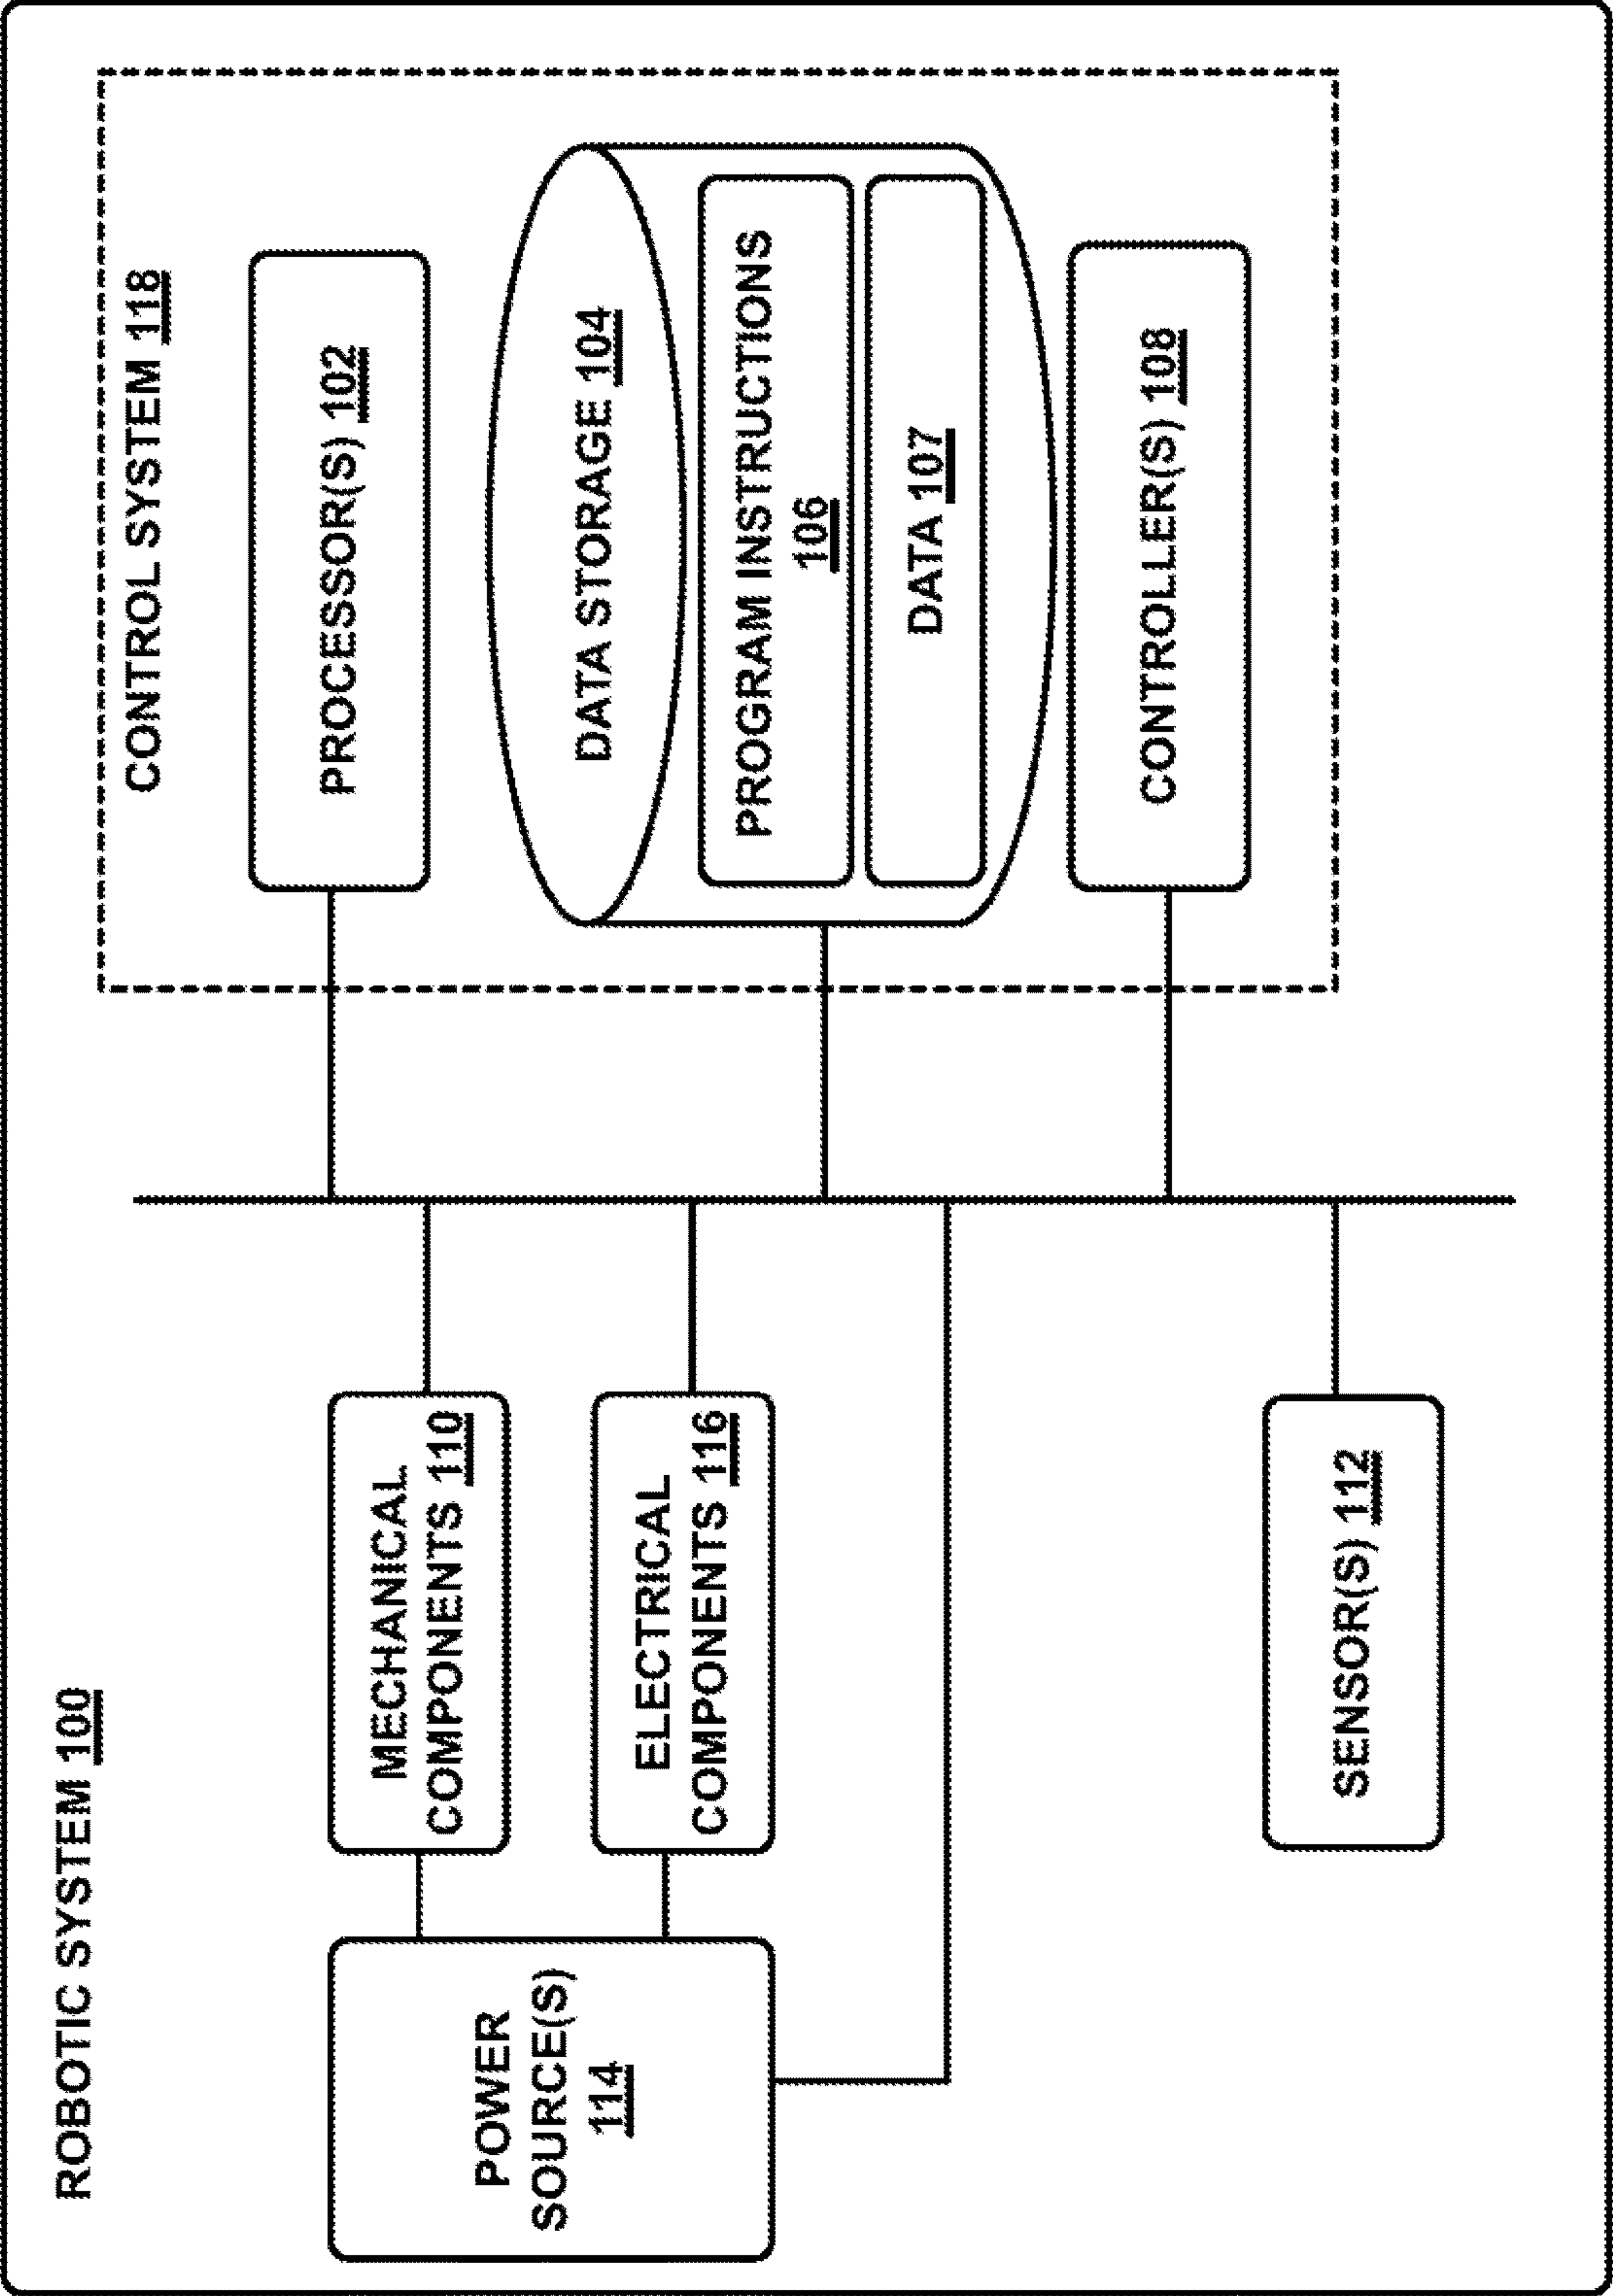 ROBOTIC SYSTEM 100
POWER
SOURCE(S)
114
MECHANICAL
COMPONENTS 110
ELECTRICAL
COMPONENTS 116
SENSOR(S) 112
CONTROL SYSTEM 118
PROCESSOR(S) 102
DATA STORAGE 104
PROGRAM INSTRUCTIONS
106
DATA 107
CONTROLLER(S) 108